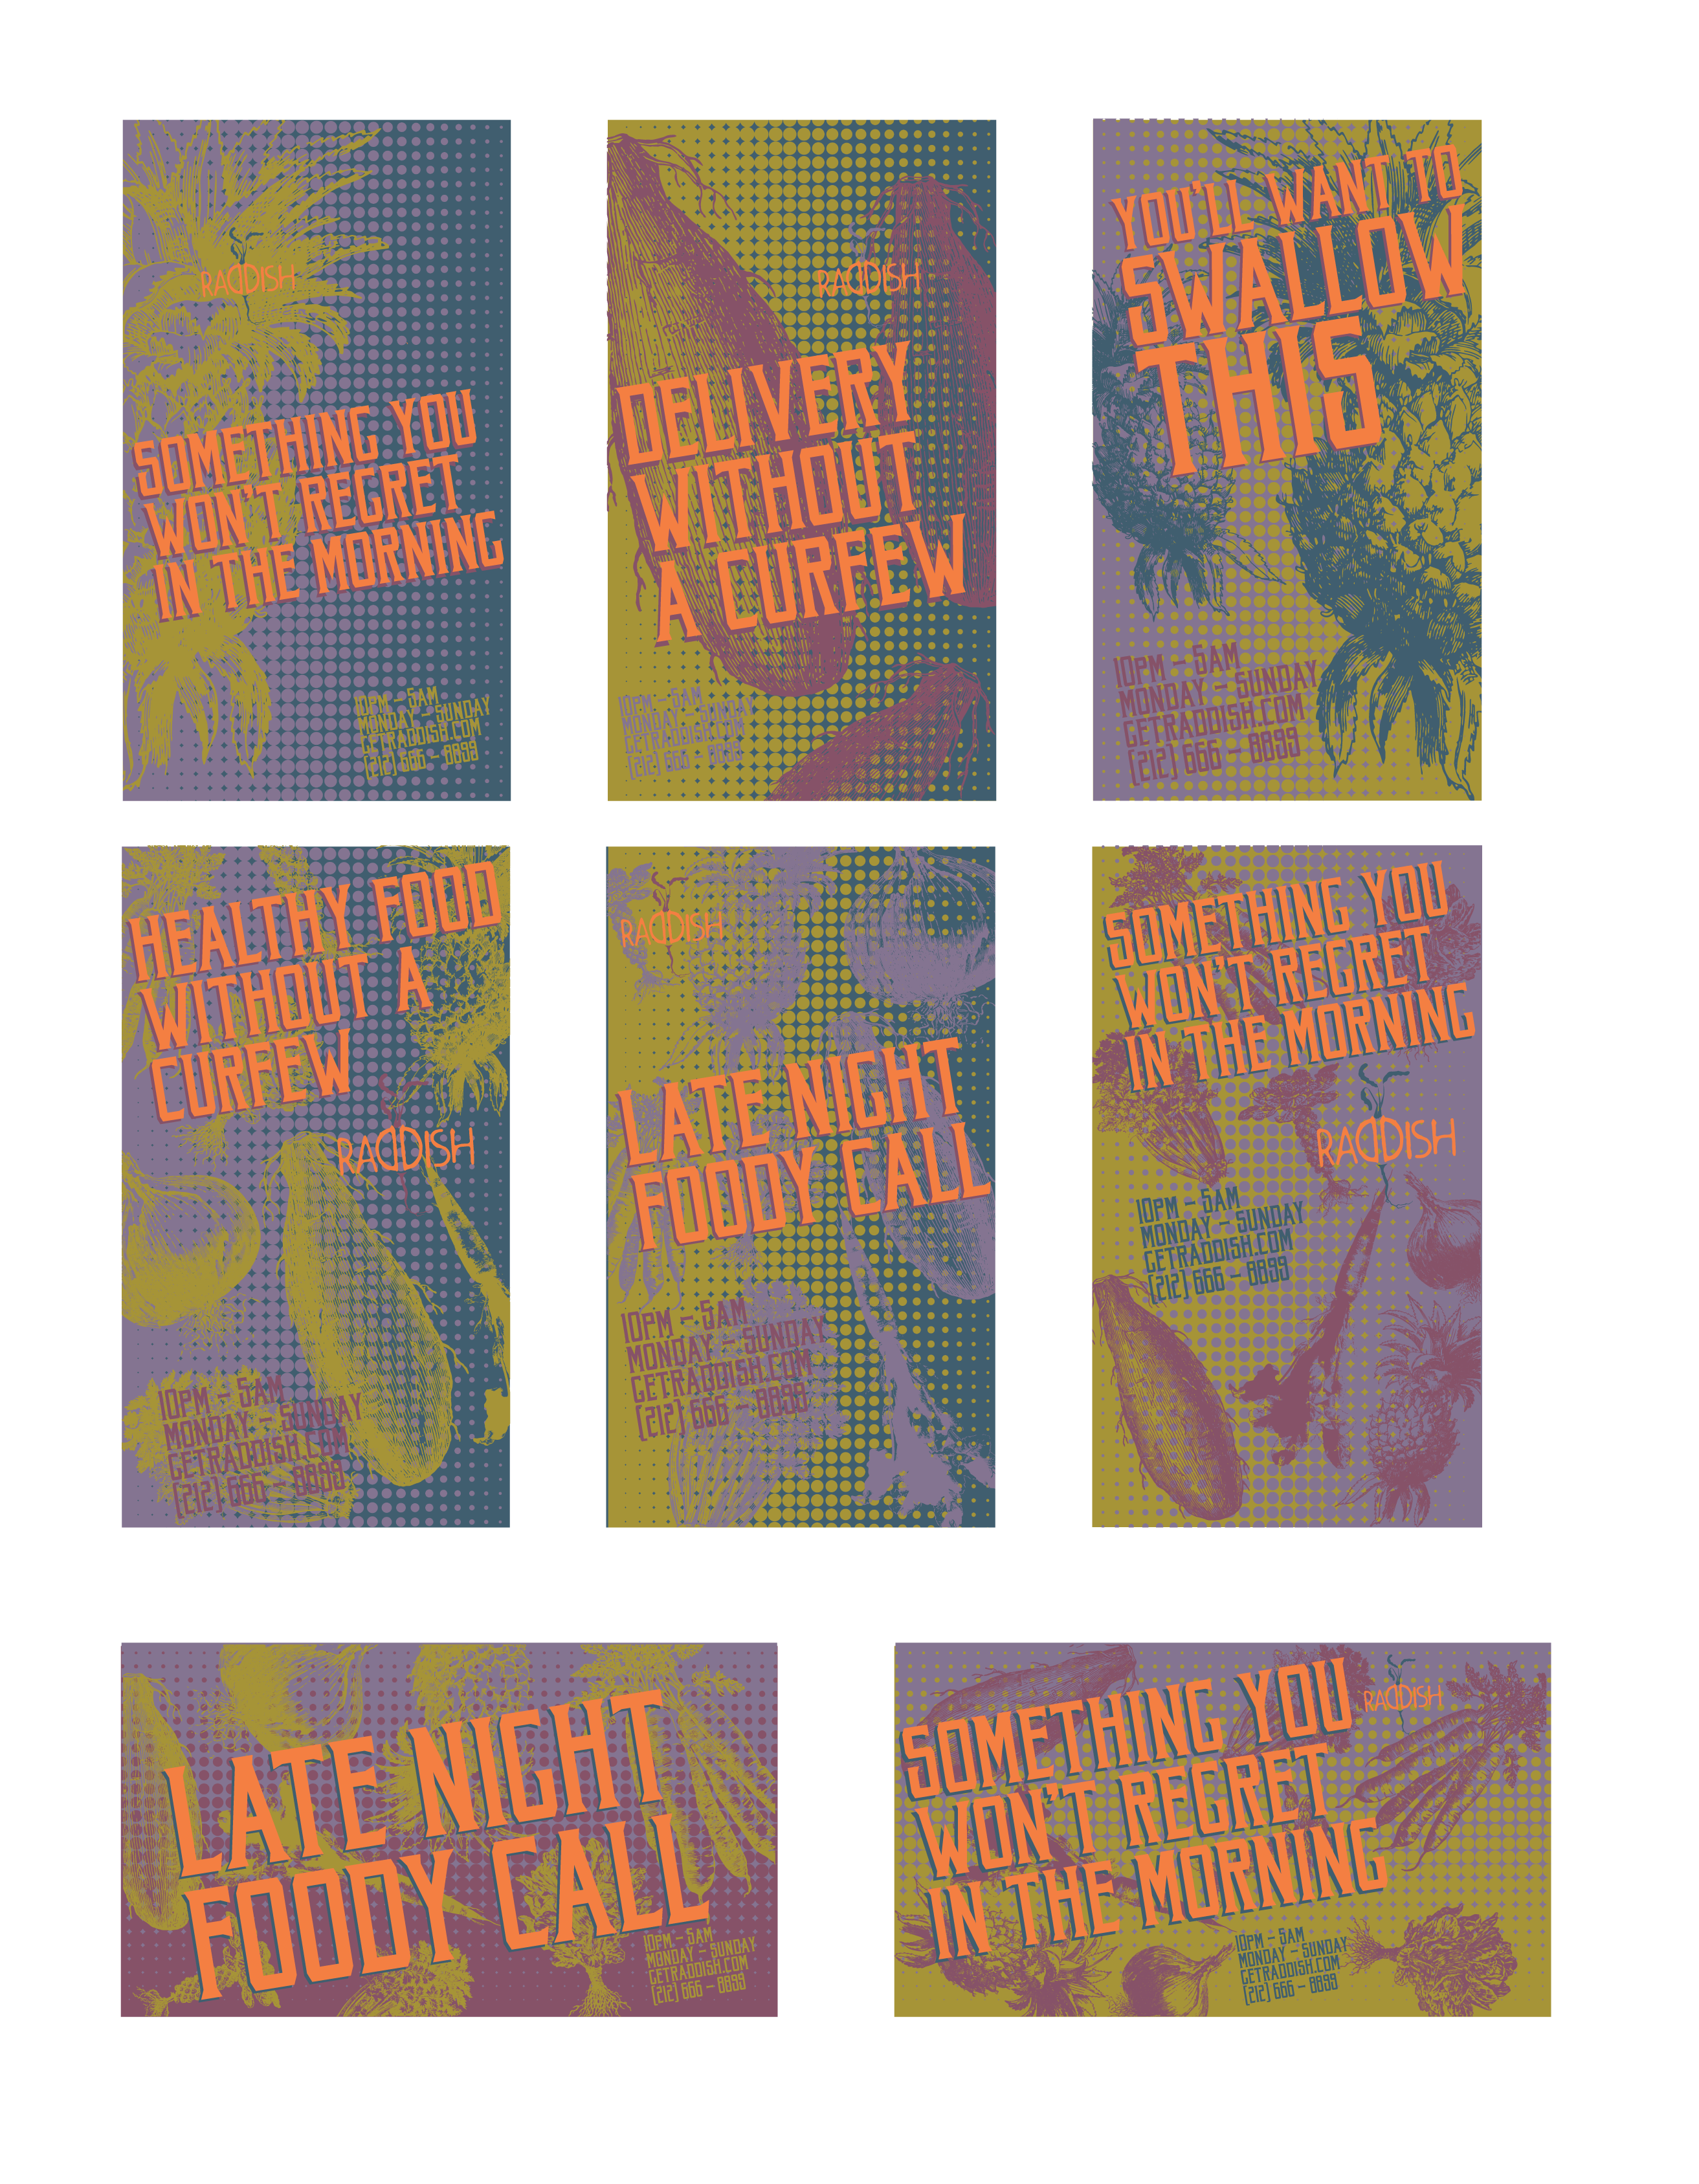 RADDISH
SOMETHING YOU
WON'T REGRET
IN THE MORNING
10PM – 5AM
MONDAY – SUNDAY
GETRADDISH.COM
(212) 666 – 8899
RADDISH
DELIVERY
WITHOUT
A CURFEW
10PM – 5AM
MONDAY – SUNDAY
GETRADDISH.COM
(212) 666 – 8899
YOU'LL WANT TO
SWALLOW
THIS
10PM – 5AM
MONDAY – SUNDAY
GETRADDISH.COM
(212) 666 – 8899
HEALTHY FOOD
WITHOUT A
CURFEW
RADDISH
10PM – 5AM
MONDAY – SUNDAY
GETRADDISH.COM
(212) 666 – 8899
RADDISH
LATE NIGHT
FOODY CALL
10PM – 5AM
MONDAY – SUNDAY
GETRADDISH.COM
(212) 666 – 8899
SOMETHING YOU
WON'T REGRET
IN THE MORNING
RADDISH
10PM – 5AM
MONDAY – SUNDAY
GETRADDISH.COM
(212) 666 – 8899
LATE NIGHT
FOODY CALL
10PM – 5AM
MONDAY – SUNDAY
GETRADDISH.COM
(212) 666 – 8899
RADDISH
SOMETHING YOU
WON'T REGRET
IN THE MORNING
10PM – 5AM
MONDAY – SUNDAY
GETRADDISH.COM
(212) 666 – 8899